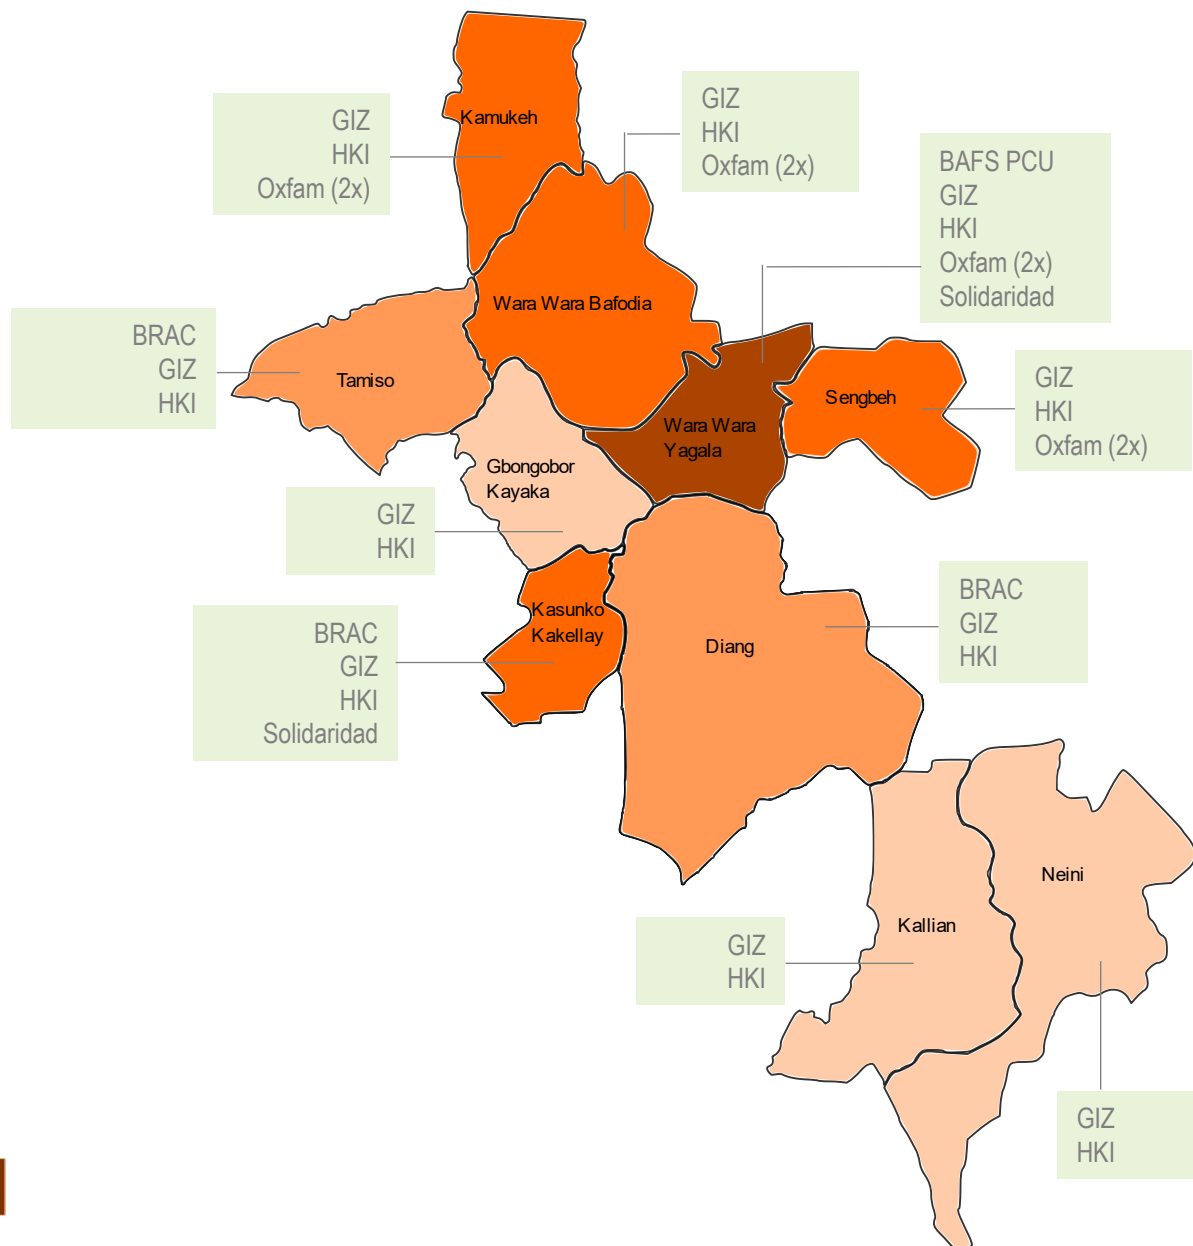 Kamukeh
GIZ
HKI
Oxfam (2x)
GIZ
HKI
Oxfam (2x)
BAFS PCU
GIZ
HKI
Oxfam (2x)
Solidaridad
Wara Wara Bafodia
BRAC
GIZ
HKI
Tamiso
Wara Wara
Yagala
Sengbeh
GIZ
HKI
Oxfam (2x)
Gbongobor
Kayaka
GIZ
HKI
Kasunko
Kakellay
BRAC
GIZ
HKI
Solidaridad
Diang
BRAC
GIZ
HKI
Neini
Kallian
GIZ
HKI
GIZ
HKI